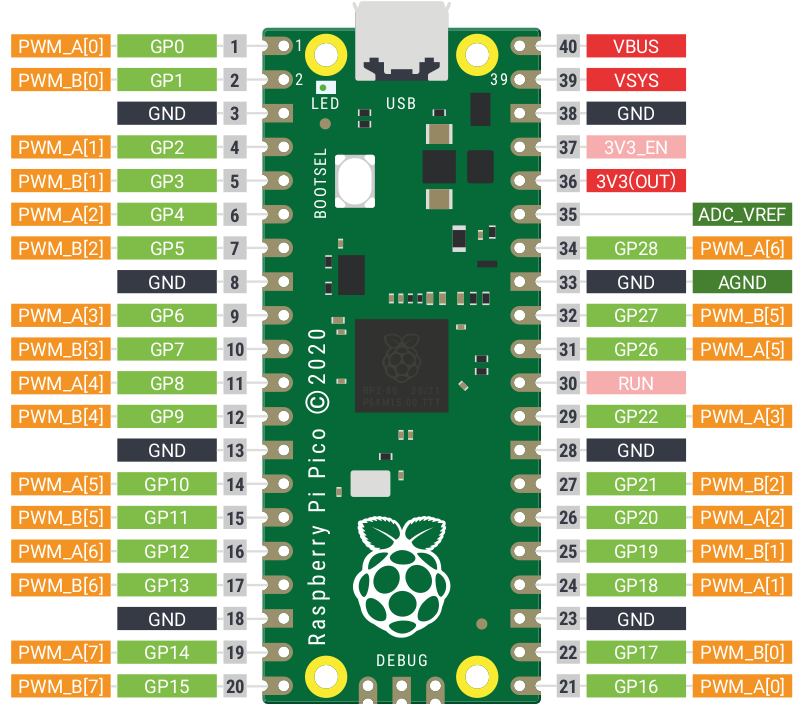 PWM_A[0] GP0 1 1 40 VBUS
PWM_B[0] GP1 2 2 39 39 VSYS
GND 3 LED USB 38 GND
PWM_A[1] GP2 4 37 3V3_EN
PWM_B[1] GP3 5 BOOTSEL 36 3V3(OUT)
PWM_A[2] GP4 6 35 ADC_VREF
PWM_B[2] GP5 7 34 GP28 PWM_A[6]
GND 8 33 GND AGND
PWM_A[3] GP6 9 32 GP27 PWM_B[5]
PWM_B[3] GP7 10 31 GP26 PWM_A[5]
PWM_A[4] GP8 11 30 RUN
PWM_B[4] GP9 12 29 GP22 PWM_A[3]
GND 13 28 GND
PWM_A[5] GP10 14 27 GP21 PWM_B[2]
PWM_B[5] GP11 15 26 GP20 PWM_A[2]
PWM_A[6] GP12 16 25 GP19 PWM_B[1]
PWM_B[6] GP13 17 24 GP18 PWM_A[1]
GND 18 23 GND
PWM_A[7] GP14 19 22 GP17 PWM_B[0]
PWM_B[7] GP15 20 21 GP16 PWM_A[0]
Raspberry Pi Pico ©2020
DEBUG